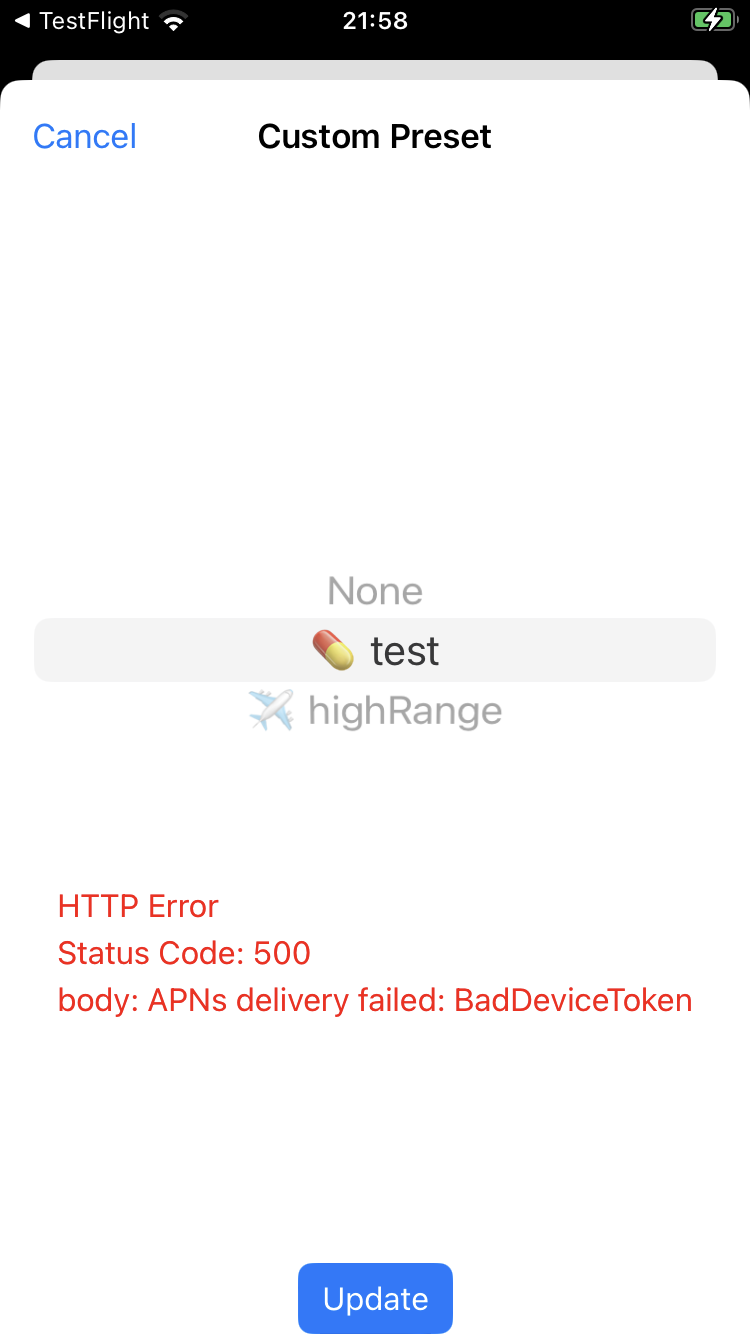 ◀ TestFlight
21:58
Cancel
Custom Preset
None
💊 test
✈️ highRange
HTTP Error
Status Code: 500
body: APNs delivery failed: BadDeviceToken
Update